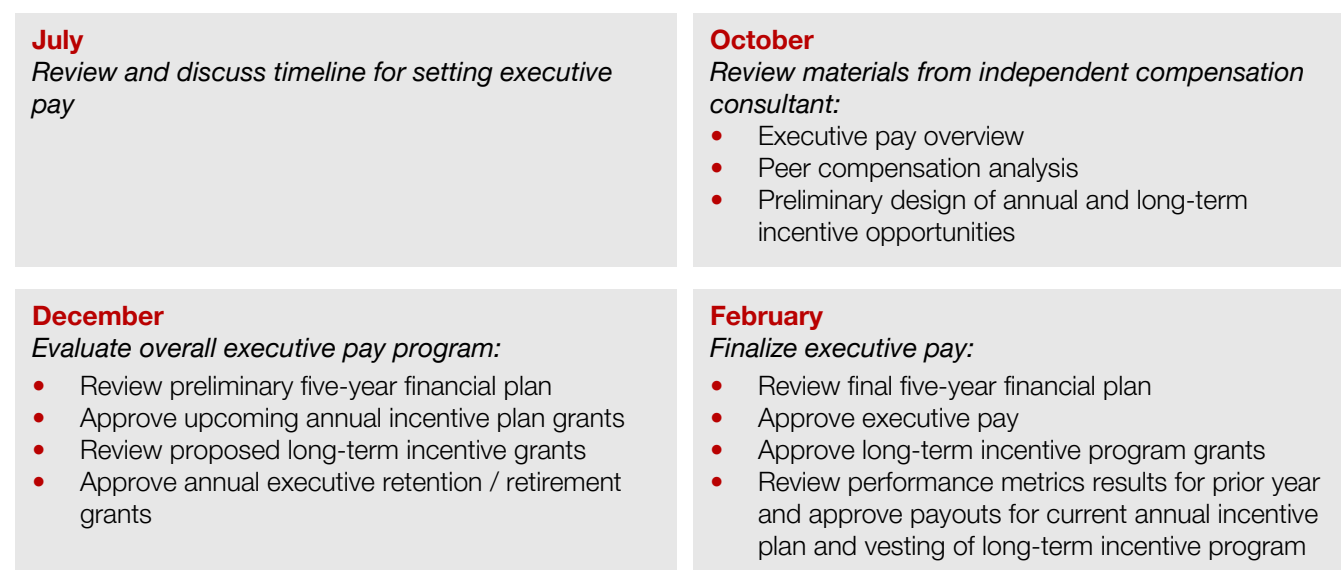 July
Review and discuss timeline for setting executive
pay
October
Review materials from independent compensation
consultant:
• Executive pay overview
• Peer compensation analysis
• Preliminary design of annual and long-term
incentive opportunities
December
Evaluate overall executive pay program:
• Review preliminary five-year financial plan
• Approve upcoming annual incentive plan grants
• Review proposed long-term incentive grants
• Approve annual executive retention / retirement
grants
February
Finalize executive pay:
• Review final five-year financial plan
• Approve executive pay
• Approve long-term incentive program grants
• Review performance metrics results for prior year
and approve payouts for current annual incentive
plan and vesting of long-term incentive program